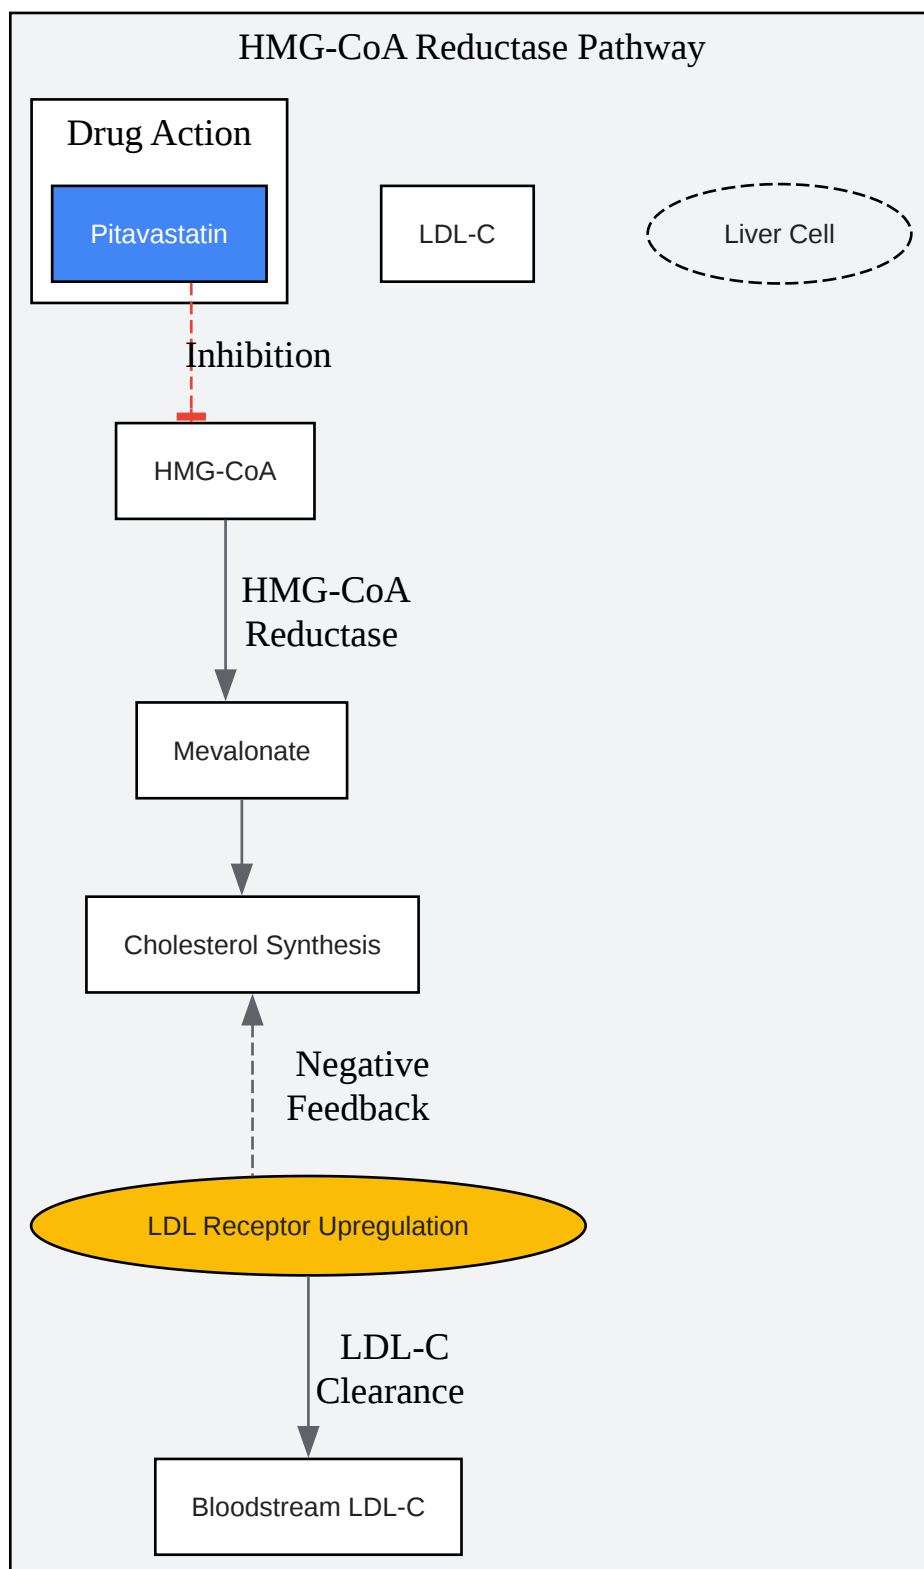 HMG-CoA Reductase Pathway
Drug Action
Pitavastatin
LDL-C
Liver Cell
Inhibition
HMG-CoA
HMG-CoA
Reductase
Mevalonate
Cholesterol Synthesis
Negative
Feedback
LDL Receptor Upregulation
LDL-C
Clearance
Bloodstream LDL-C